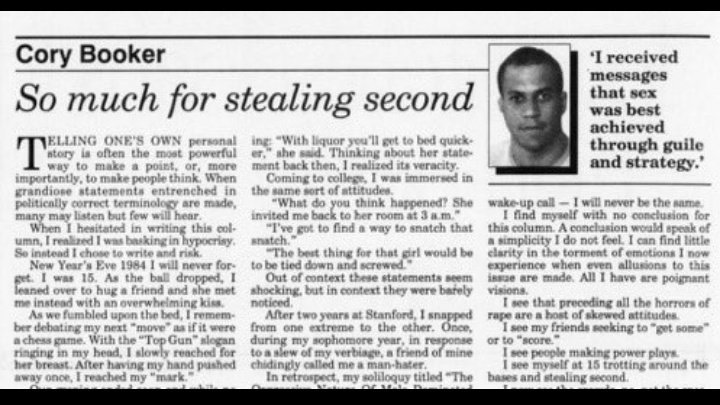 Cory Booker
So much for stealing second
'I received
messages
that sex
was best
achieved
through guile
and strategy.'
TELLING ONE'S OWN personal
story is often the most powerful
way to make a point, or, more
importantly, to make people think. When
grandiose statements entrenched in
politically correct terminology are made,
many may listen but few will hear.
When I hesitated in writing this col-
umn, I realized I was basking in hypocrisy.
So instead I chose to write and risk.
New Year's Eve 1984 I will never for-
get. I was 15. As the ball dropped, I
leaned over to hug a friend and she met
me instead with an overwhelming kiss.
As we fumbled upon the bed, I remem-
ber debating my next "move" as if it were
a chess game. With the "Top Gun" slogan
ringing in my head, I slowly reached for
her breast. After having my hand pushed
away once, I reached my "mark."
ing: "With liquor you'll get to bed quick-
er," she said. Thinking about her state-
ment back then, I realized its veracity.
Coming to college, I was immersed in
the same sort of attitudes.
"What do you think happened? She
invited me back to her room at 3 a.m."
"I've got to find a way to snatch that
snatch."
"The best thing for that girl would be
to be tied down and screwed."
Out of context these statements seem
shocking, but in context they were barely
noticed.
After two years at Stanford, I snapped
from one extreme to the other. Once,
during my sophomore year, in response
to a slew of my verbiage, a friend of mine
chidingly called me a man-hater.
In retrospect, my soliloquy titled "The
wake-up call — I will never be the same.
I find myself with no conclusion for
this column. A conclusion would speak of
a simplicity I do not feel. I can find little
clarity in the torment of emotions I now
experience when even allusions to this
issue are made. All I have are poignant
visions.
I see that preceding all the horrors of
rape are a host of skewed attitudes.
I see my friends seeking to "get some"
or to "score."
I see people making power plays.
I see myself at 15 trotting around the
bases and stealing second.